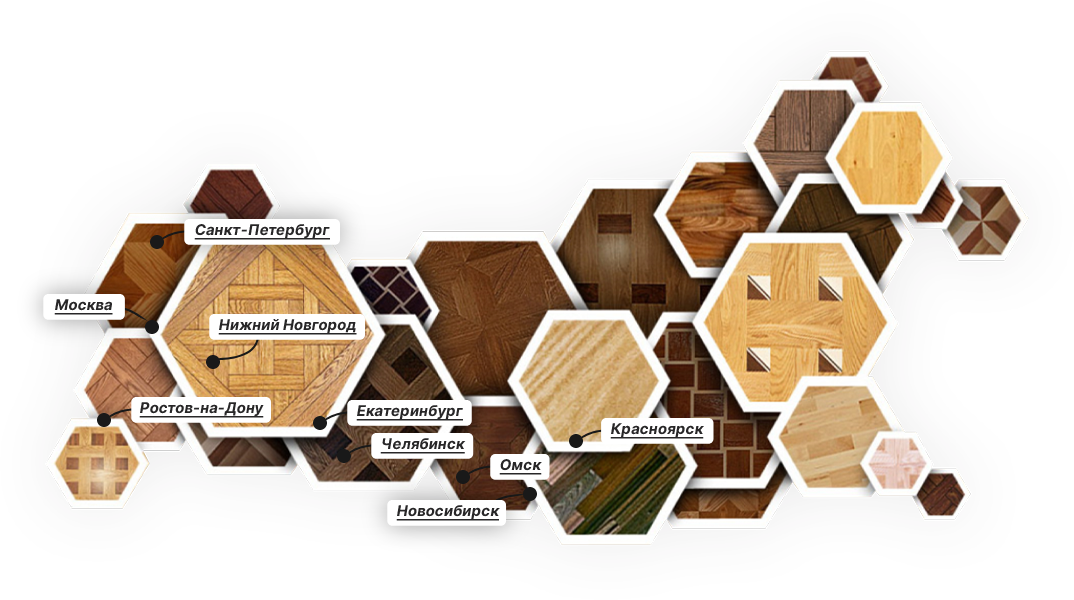 Санкт-Петербург
Москва
Нижний Новгород
Ростов-на-Дону
Екатеринбург
Красноярск
Челябинск
Омск
Новосибирск